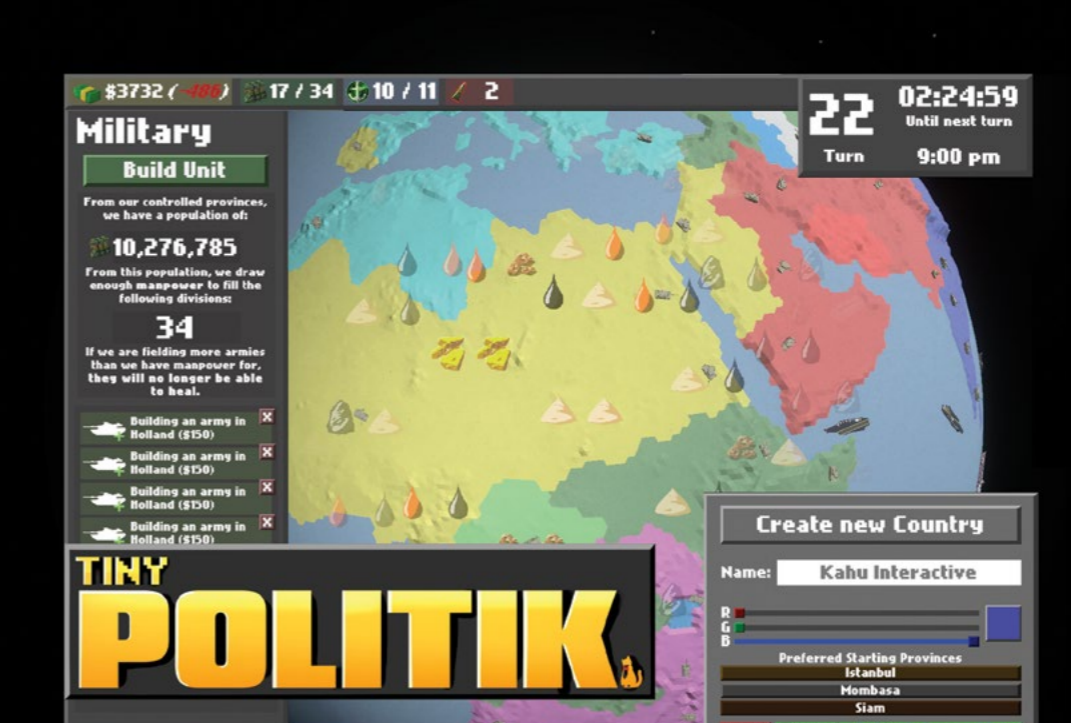 $3732 (-486) 17 / 34 10 / 11 2
22
Turn
02:24:59
Until next turn
9:00 pm
Military
Build Unit
From our controlled provinces,
we have a population of:
10,276,785
From this population, we draw
enough manpower to fill the
following divisions:
34
If we are fielding more armies
than we have manpower for,
they will no longer be able
to heal.
Building an army in
Holland ($150)
Building an army in
Holland ($150)
Building an army in
Holland ($150)
Building an army in
Holland ($150)
TINY
POLITIK
Create new Country
Name: Kahu Interactive
R
G
B
Preferred Starting Provinces
Istanbul
Mombasa
Siam